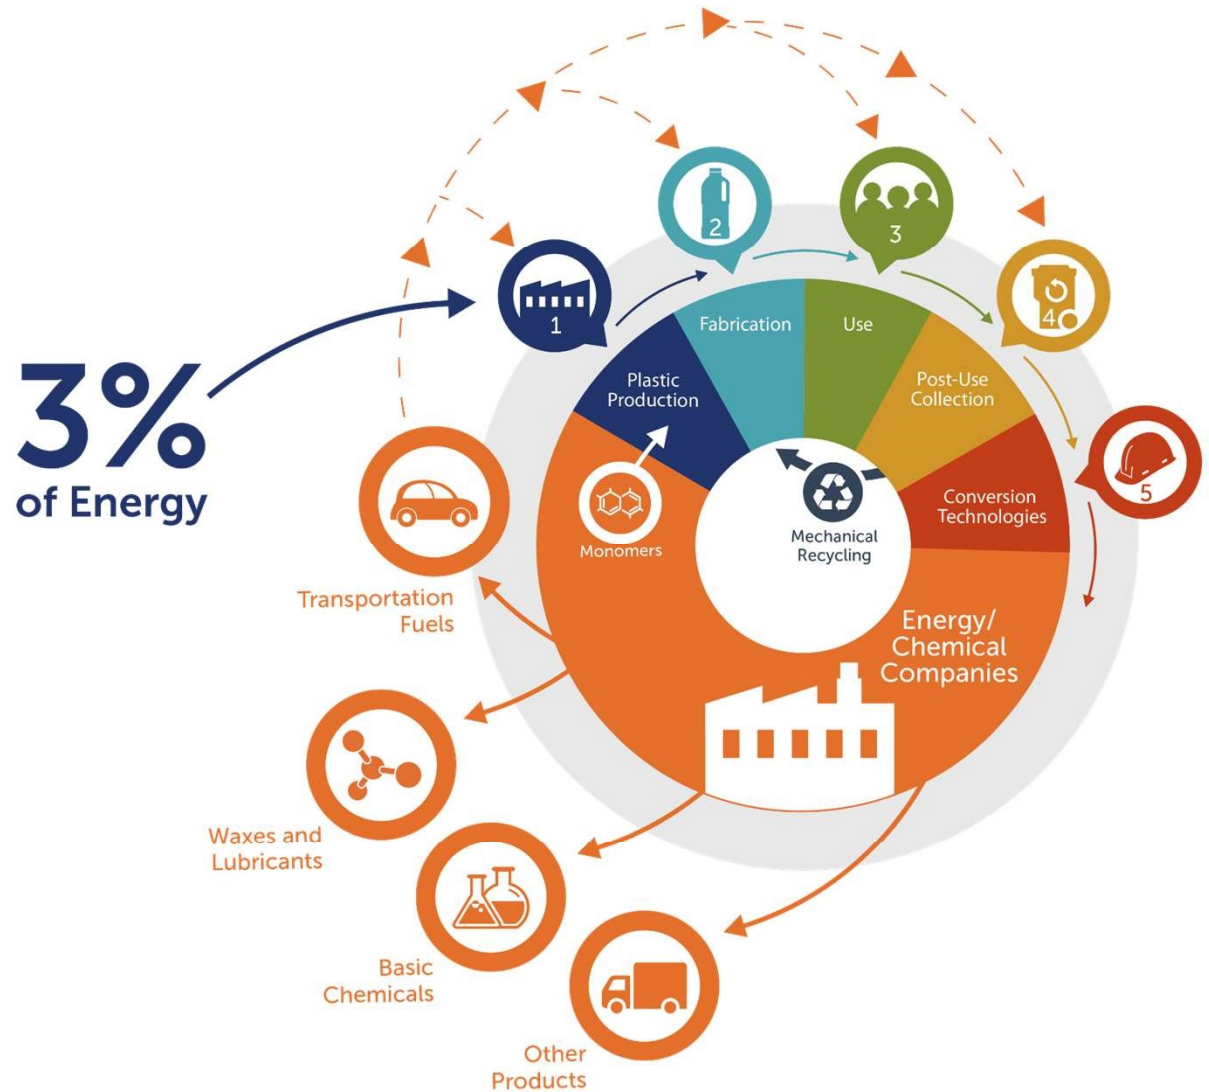 3%
of Energy
1
2
3
4
5
Plastic
Production
Fabrication
Use
Post-Use
Collection
Conversion
Technologies
Monomers
Mechanical
Recycling
Energy/
Chemical
Companies
Transportation
Fuels
Waxes and
Lubricants
Basic
Chemicals
Other
Products